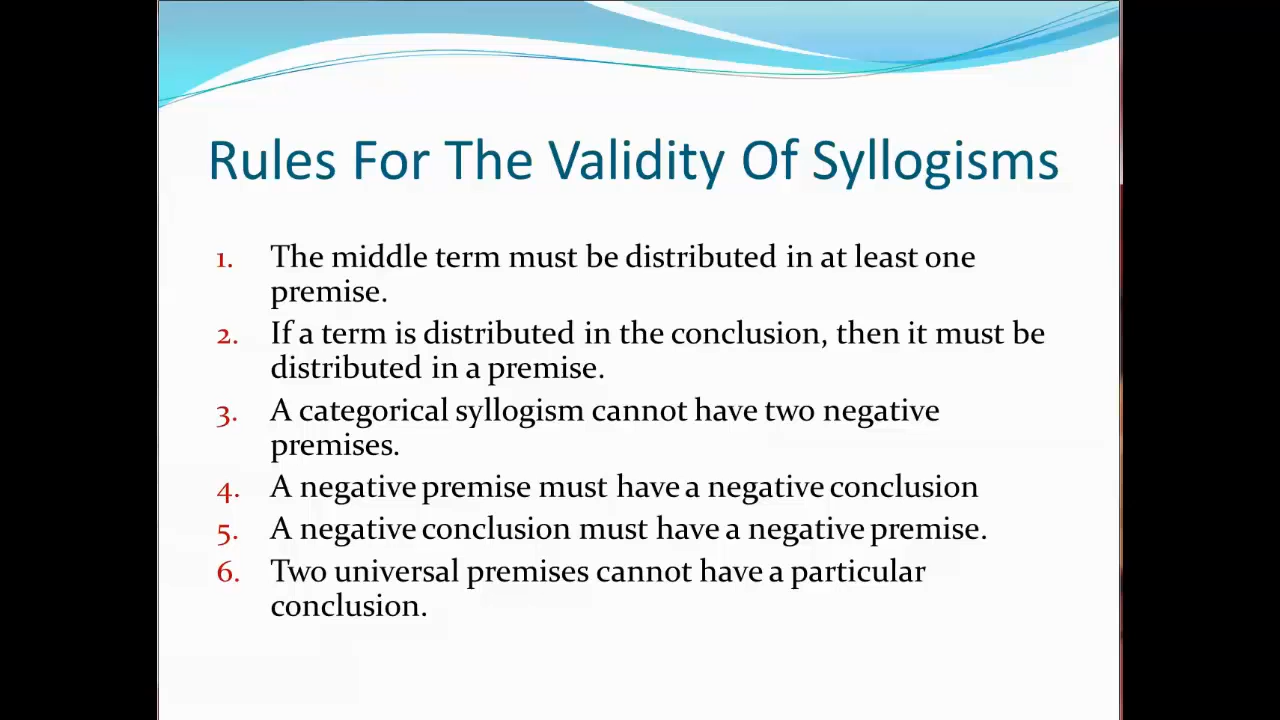 Rules For The Validity Of Syllogisms
1. The middle term must be distributed in at least one
premise.
2. If a term is distributed in the conclusion, then it must be
distributed in a premise.
3. A categorical syllogism cannot have two negative
premises.
4. A negative premise must have a negative conclusion
5. A negative conclusion must have a negative premise.
6. Two universal premises cannot have a particular
conclusion.